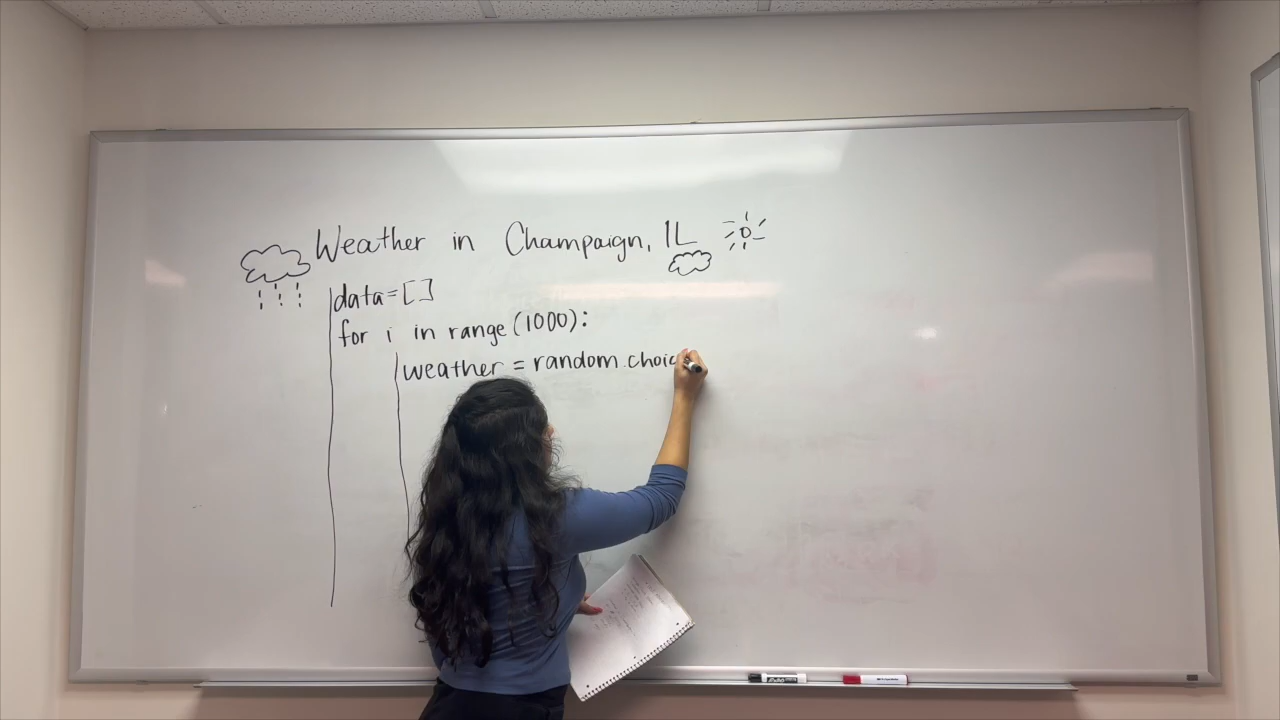 Weather in Champaign, IL
data=[]
for i in range(1000):
weather = random.choic